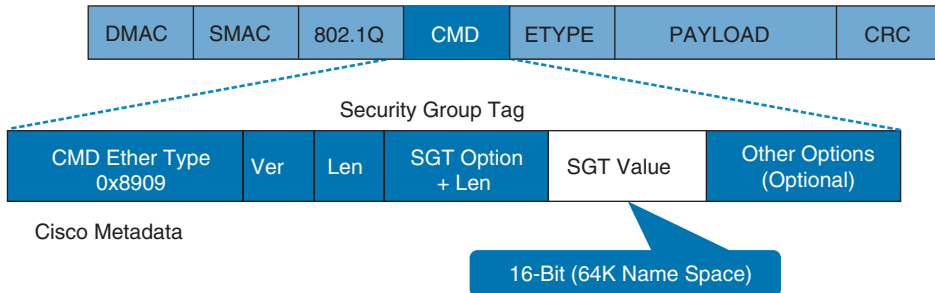 DMAC SMAC 802.1Q CMD ETYPE PAYLOAD CRC
Security Group Tag
CMD Ether Type
0x8909
Ver
Len
SGT Option
+ Len
SGT Value
Other Options
(Optional)
Cisco Metadata
16-Bit (64K Name Space)